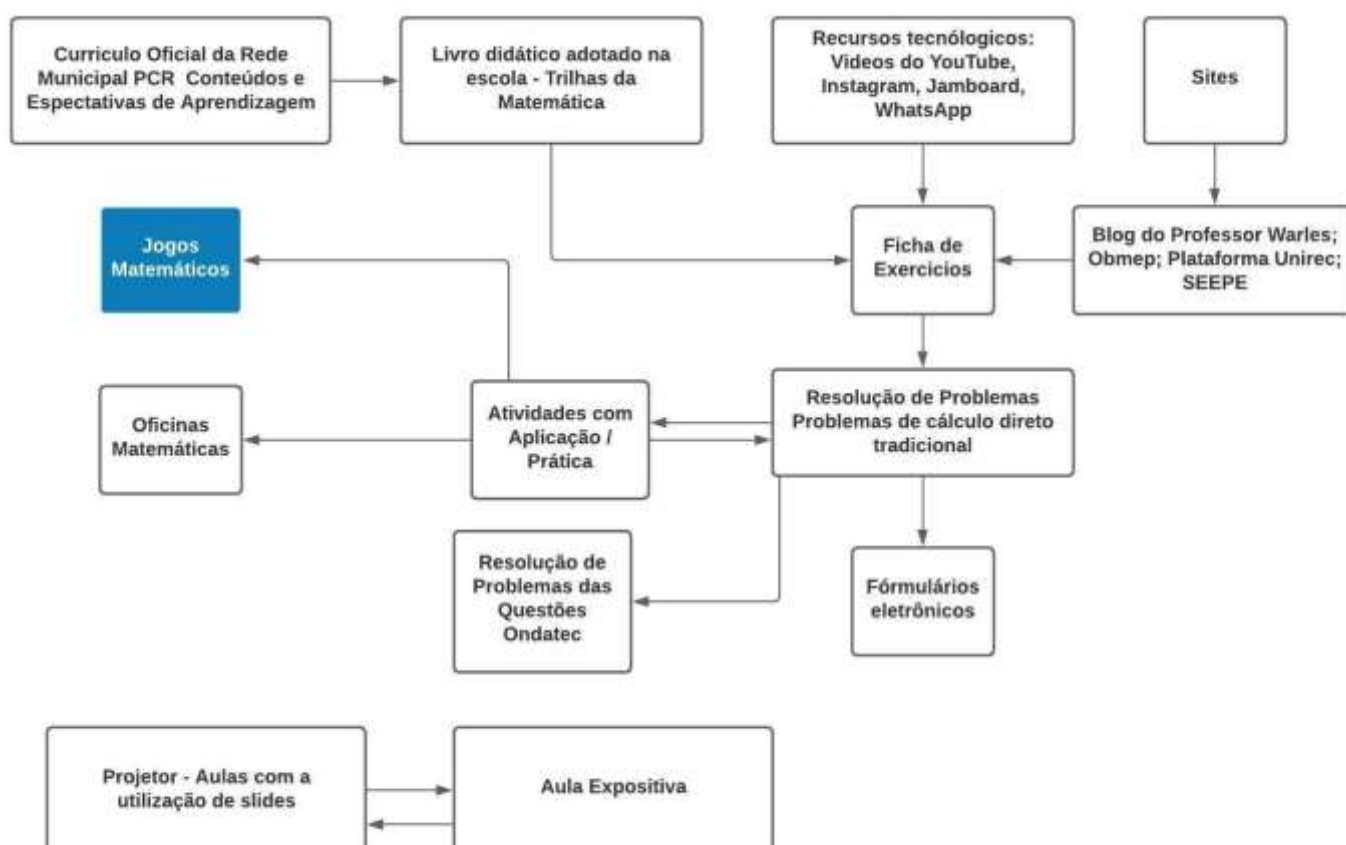 Curriculo Oficial da Rede
Municipal PCR Conteúdos e
Espectativas de Aprendizagem
Livro didático adotado na
escola - Trilhas da
Matemática
Recursos tecnólogicos:
Videos do YouTube,
Instagram, Jamboard,
WhatsApp
Sites
Jogos
Matemáticos
Ficha de
Exercicios
Blog do Professor Warles;
Obmep; Plataforma Unirec;
SEEPE
Oficinas
Matemáticas
Atividades com
Aplicação /
Prática
Resolução de Problemas
Problemas de cálculo direto
tradicional
Resolução de
Problemas das
Questões
Ondatec
Fórmulários
eletrônicos
Projetor - Aulas com a
utilização de slides
Aula Expositiva